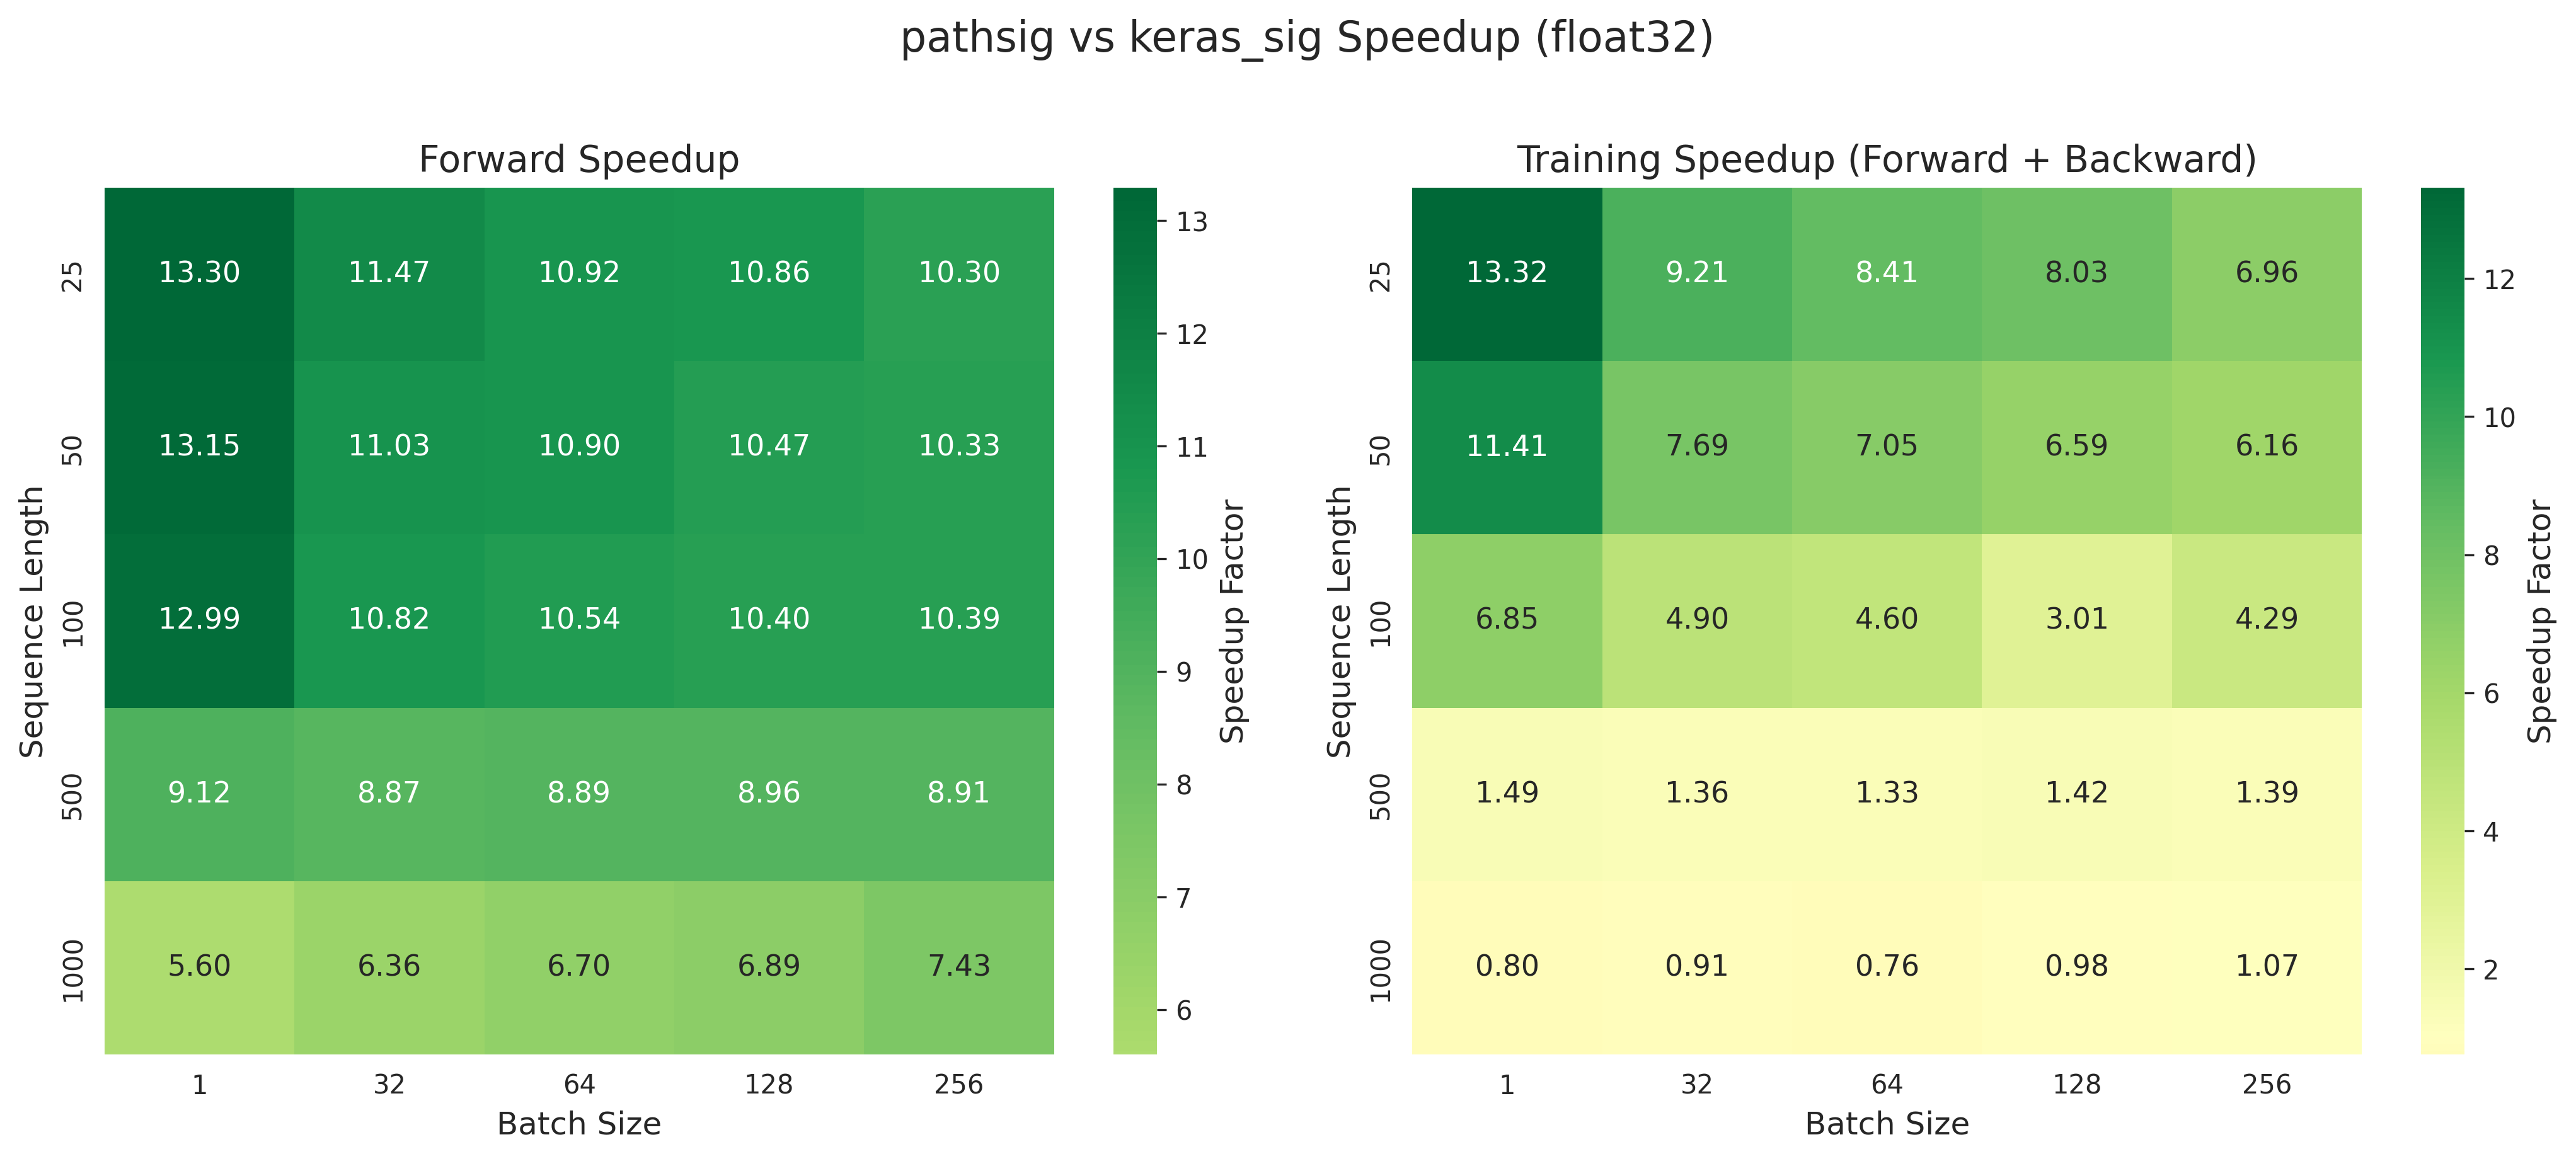 pathsig vs keras_sig Speedup (float32)
Forward Speedup
Sequence Length
25
13.30 11.47 10.92 10.86 10.30
50
13.15 11.03 10.90 10.47 10.33
100
12.99 10.82 10.54 10.40 10.39
500
9.12 8.87 8.89 8.96 8.91
1000
5.60 6.36 6.70 6.89 7.43
1 32 64 128 256
Batch Size
13
12
11
10
9
8
7
6
Speedup Factor
Training Speedup (Forward + Backward)
Sequence Length
25
13.32 9.21 8.41 8.03 6.96
50
11.41 7.69 7.05 6.59 6.16
100
6.85 4.90 4.60 3.01 4.29
500
1.49 1.36 1.33 1.42 1.39
1000
0.80 0.91 0.76 0.98 1.07
1 32 64 128 256
Batch Size
12
10
8
6
4
2
Speedup Factor